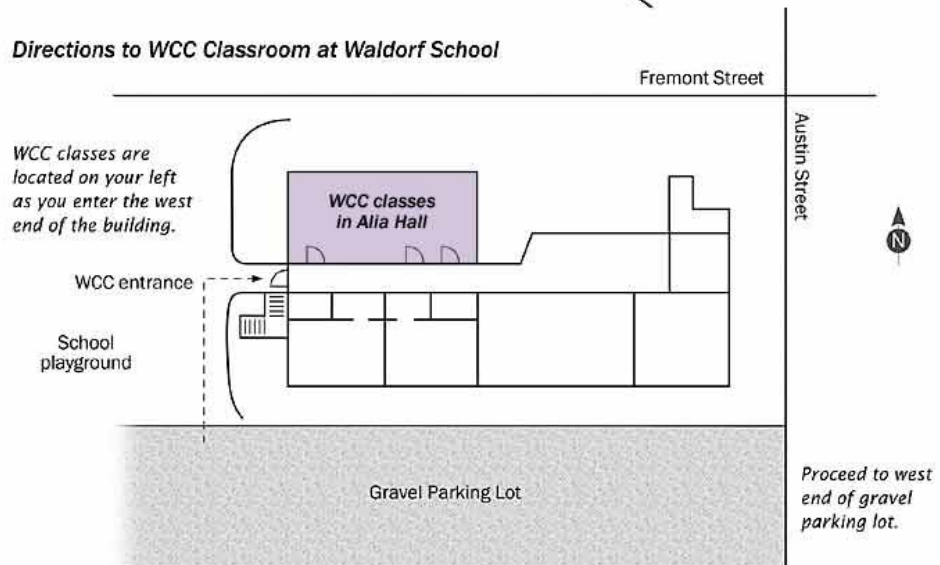 Directions to WCC Classroom at Waldorf School
Fremont Street
Austin Street
WCC classes are
located on your left
as you enter the west
end of the building.
WCC classes
in Alia Hall
N
WCC entrance
School
playground
Gravel Parking Lot
Proceed to west
end of gravel
parking lot.